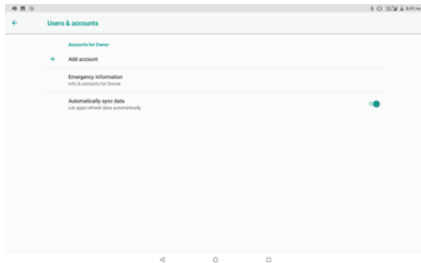 Users & accounts
Accounts for Owner
Add account
Emergency information
Info & contacts for Owner
Automatically sync data
Let apps refresh data automatically